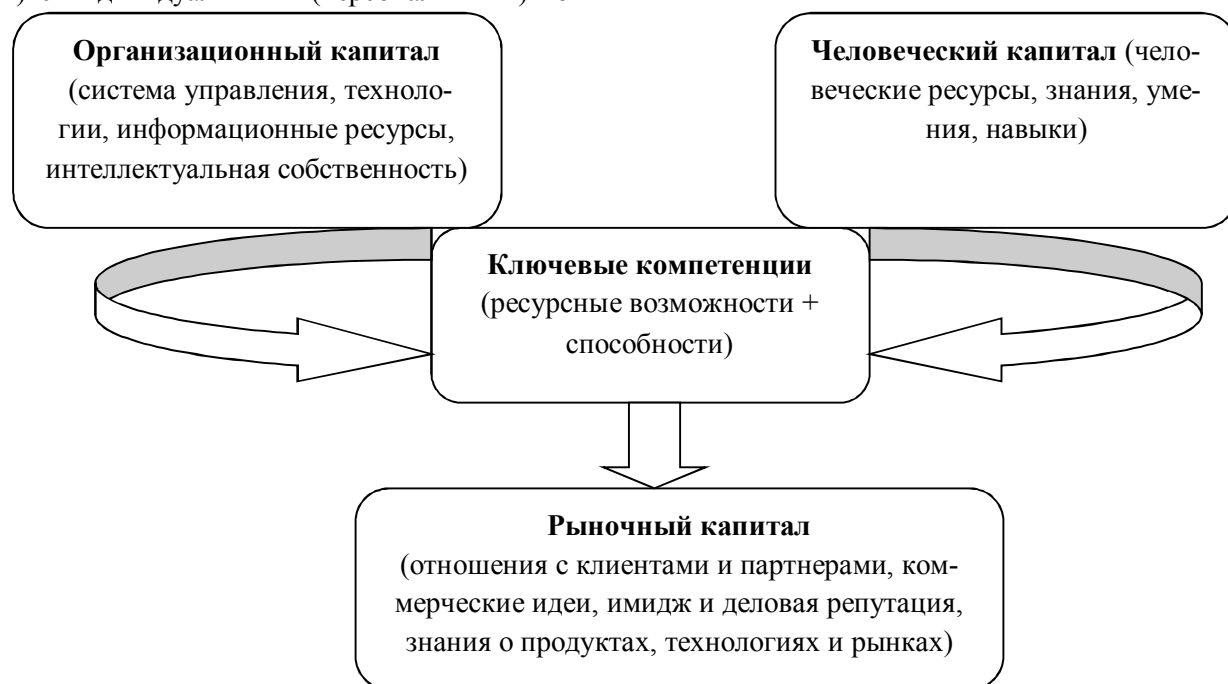 Организационный капитал
(система управления, техноло-
гии, информационные ресурсы,
интеллектуальная собственность)
Человеческий капитал (чело-
веческие ресурсы, знания, уме-
ния, навыки)
Ключевые компетенции
(ресурсные возможности +
способности)
Рыночный капитал
(отношения с клиентами и партнерами, ком-
мерческие идеи, имидж и деловая репутация,
знания о продуктах, технологиях и рынках)